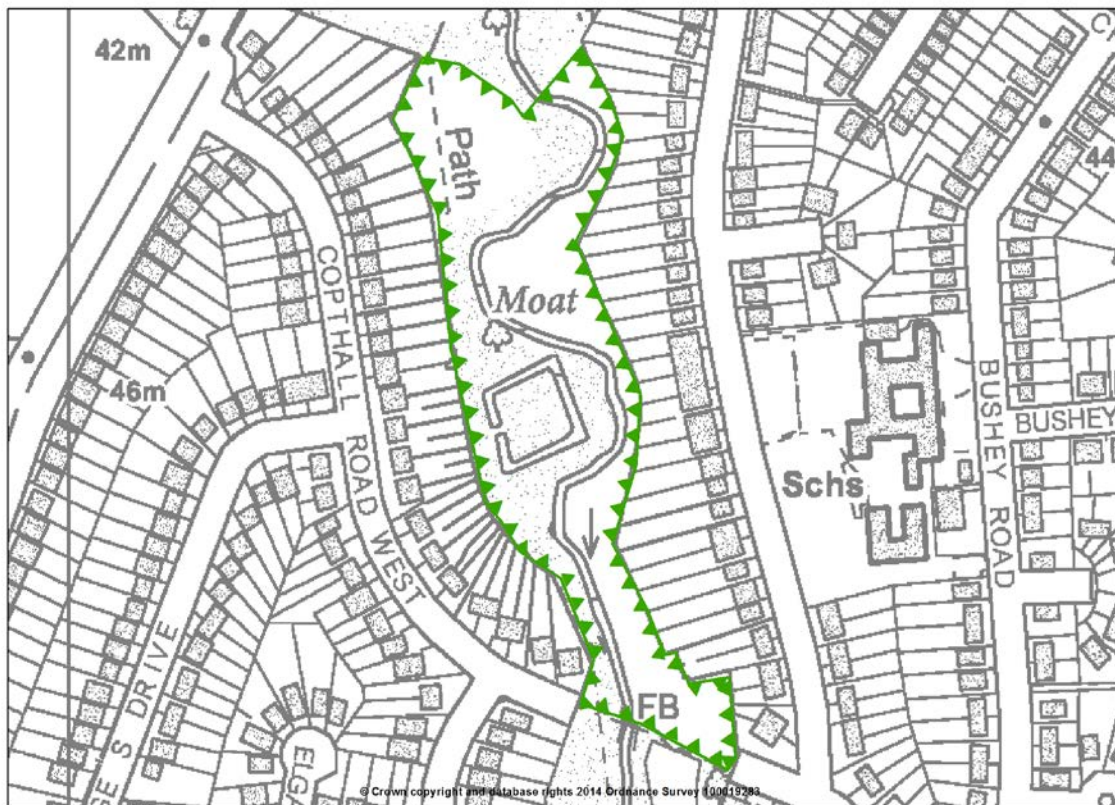 42m
Path
COPTHALL
ROAD WEST
Moat
46m
44
BUSHEY ROAD
BUSHEY
Schs
S DRIVE
FB
© Crown copyright and database rights 2014 Ordnance Survey 100019283